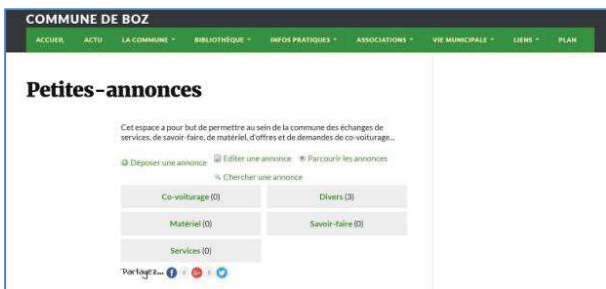 COMMUNE DE BOZ
ACCUEIL ACTU LA COMMUNE BIBLIOTHÈQUE INFOS PRATIQUES ASSOCIATIONS VIE MUNICIPALE LIENS PLAN
Petites-annonces
Cet espace a pour but de permettre au sein de la commune des échanges de
services, de savoir-faire, de matériel, d'offres et de demandes de co-voiturage...
Déposer une annonce Editer une annonce Parcourir les annonces
Chercher une annonce
Co-voiturage (0) Divers (3)
Matériel (0) Savoir-faire (0)
Services (0)
Partagez...